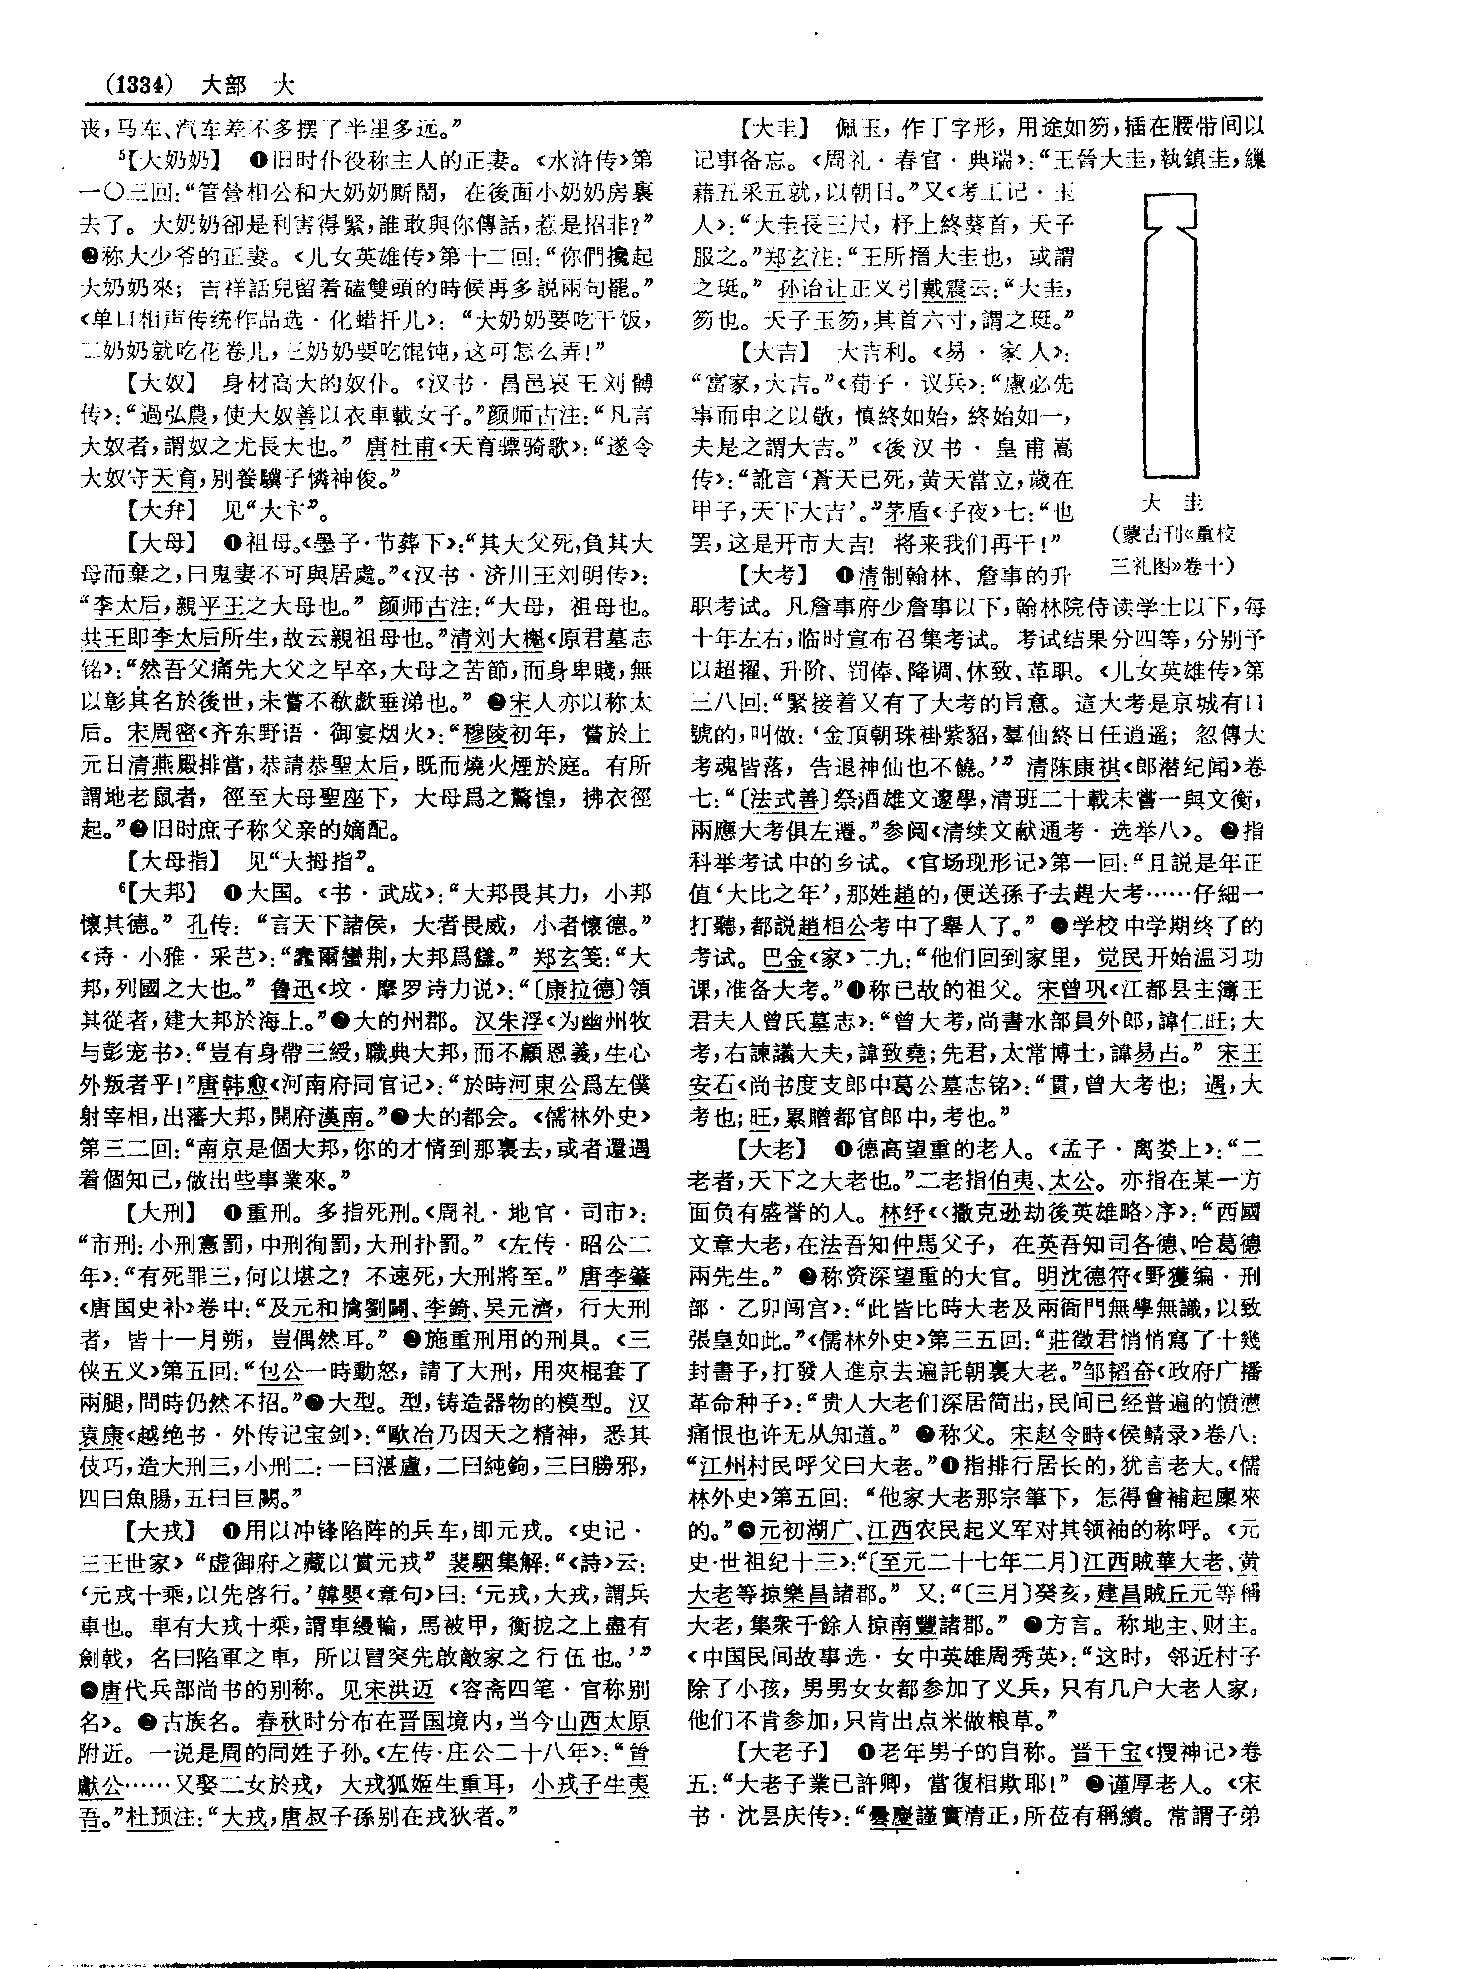 (1334) 大部 大
丧，马车、汽车差不多摆了半里多远。”
5【大奶奶】 ❶旧时仆役称主人的正妻。《水浒传》第
一〇三回：“管营相公和大奶奶厮鬧，在後面小奶奶房裏
去了。大奶奶卻是利害得緊，誰敢與你傳話，惹是招非？”
❷称大少爷的正妻。《儿女英雄传》第十二回：“你們攙起
大奶奶來；吉祥話兒留着磕雙頭的時候再多説兩句罷。”
《单口相声传统作品选·化蜡扦儿》：“大奶奶要吃干饭，
二奶奶就吃花卷儿，三奶奶要吃馄饨，这可怎么弄！”
【大奴】 身材高大的奴仆。《汉书·昌邑哀王刘髆
传》：“過弘農，使大奴善以衣車載女子。”颜师古注：“凡言
大奴者，謂奴之尤長大也。” 唐杜甫《天育骠骑歌》：“遂令
大奴守天育，别養驥子憐神俊。”
【大弁】 见“大卞”。
【大母】 ❶祖母。《墨子·节葬下》：“其大父死，負其大
母而棄之，曰鬼妻不可與居處。”《汉书·济川王刘明传》：
“李太后，親平王之大母也。” 颜师古注：“大母，祖母也。
共王即李太后所生，故云親祖母也。”清刘大櫆《原君墓志
铭》：“然吾父痛先大父之早卒，大母之苦節，而身卑賤，無
以彰其名於後世，未嘗不欷歔垂涕也。” ❷宋人亦以称太
后。宋周密《齐东野语·御宴烟火》：“穆陵初年，嘗於上
元日清燕殿排當，恭請恭聖太后，既而燒火煙於庭。有所
謂地老鼠者，徑至大母聖座下，大母爲之驚惶，拂衣徑
起。”❸旧时庶子称父亲的嫡配。
【大母指】 见“大拇指”。
6【大邦】 ❶大国。《书·武成》：“大邦畏其力，小邦
懷其德。” 孔传：“言天下諸侯，大者畏威，小者懷德。”
《诗·小雅·采芑》：“蠢爾蠻荆，大邦爲讎。” 郑玄笺：“大
邦，列國之大也。” 鲁迅《坟·摩罗诗力说》：“〔康拉德〕領
其從者，建大邦於海上。”❷大的州郡。汉朱浮《为幽州牧
与彭宠书》：“豈有身帶三綬，職典大邦，而不顧恩義，生心
外叛者乎！”唐韩愈《河南府同官记》：“於時河東公爲左僕
射宰相，出藩大邦，開府漢南。”❸大的都会。《儒林外史》
第三二回：“南京是個大邦，你的才情到那裏去，或者還遇
着個知己，做出些事業來。”
【大刑】 ❶重刑。多指死刑。《周礼·地官·司市》：
“市刑：小刑憲罰，中刑徇罰，大刑扑罰。”《左传·昭公二
年》：“有死罪三，何以堪之？不速死，大刑將至。” 唐李肇
《唐国史补》卷中：“及元和擒劉闢、李錡、吴元濟，行大刑
者，皆十一月朔，豈偶然耳。” ❷施重刑用的刑具。《三
侠五义》第五回：“包公一時動怒，請了大刑，用夾棍套了
兩腿，問時仍然不招。”❸大型。型，铸造器物的模型。汉
袁康《越绝书·外传记宝剑》：“歐冶乃因天之精神，悉其
伎巧，造大刑三，小刑二：一曰湛盧，二曰純鉤，三曰勝邪，
四曰魚腸，五曰巨闕。”
【大戎】 ❶用以冲锋陷阵的兵车，即元戎。《史记·
三王世家》“虚御府之藏以賞元戎” 裴駰集解：“《詩》云：
‘元戎十乘，以先啓行。’韓嬰《章句》曰：‘元戎，大戎，謂兵
車也。車有大戎十乘，謂車縵輪，馬被甲，衡扼之上盡有
劍戟，名曰陷軍之車，所以冒突先啟敵家之行伍也。’”
❷唐代兵部尚书的别称。见宋洪迈《容斋四笔·官称别
名》。❸古族名。春秋时分布在晋国境内，当今山西太原
附近。一说是周的同姓子孙。《左传·庄公二十八年》：“晉
獻公……又娶二女於戎，大戎狐姬生重耳，小戎子生夷
吾。”杜预注：“大戎，唐叔子孫别在戎狄者。”
【大圭】 佩玉，作丁字形，用途如笏，插在腰带间以
记事备忘。《周礼·春官·典瑞》：“王晉大圭，執鎮圭，繅
藉五采五就，以朝日。”又《考工记·玉
人》：“大圭長三尺，杼上終葵首，天子
服之。”郑玄注：“王所搢大圭也，或謂
之珽。” 孙诒让正义引戴震云：“大圭，
笏也。天子玉笏，其首六寸，謂之珽。”
【大吉】 大吉利。《易·家人》：
“富家，大吉。”《荀子·议兵》：“慮必先
事而申之以敬，慎終如始，終始如一，
夫是之謂大吉。” 《後汉书·皇甫嵩
传》：“訛言‘蒼天已死，黄天當立，歲在
甲子，天下大吉’。”茅盾《子夜》七：“也
罢，这是开市大吉！将来我们再干！”
大 圭
（蒙古刊《重校
三礼图》卷十）
【大考】 ❶清制翰林、詹事的升
职考试。凡詹事府少詹事以下，翰林院侍读学士以下，每
十年左右，临时宣布召集考试。考试结果分四等，分别予
以超擢、升阶、罚俸、降调、休致、革职。《儿女英雄传》第
三八回：“緊接着又有了大考的旨意。這大考是京城有口
號的，叫做：‘金頂朝珠褂紫貂，羣仙終日任逍遥；忽傳大
考魂皆落，告退神仙也不饒。’” 清陈康祺《郎潜纪闻》卷
七：“〔法式善〕祭酒雄文邃學，清班二十載未嘗一與文衡，
兩應大考俱左遷。”参阅《清续文献通考·选举八》。❷指
科举考试中的乡试。《官场现形记》第一回：“且説是年正
值‘大比之年’，那姓趙的，便送孫子去趕大考……仔細一
打聽，都説趙相公考中了舉人了。” ❸学校中学期终了的
考试。巴金《家》二九：“他们回到家里，觉民开始温习功
课，准备大考。”❹称已故的祖父。宋曾巩《江都县主簿王
君夫人曾氏墓志》：“曾大考，尚書水部員外郎，諱仁旺；大
考，右諫議大夫，諱致堯；先君，太常博士，諱易占。” 宋王
安石《尚书度支郎中葛公墓志铭》：“貫，曾大考也；遇，大
考也；旺，累贈都官郎中，考也。”
【大老】 ❶德高望重的老人。《孟子·离娄上》：“二
老者，天下之大老也。”二老指伯夷、太公。亦指在某一方
面负有盛誉的人。林纾《〈撒克逊劫後英雄略〉序》：“西國
文章大老，在法吾知仲馬父子，在英吾知司各德、哈葛德
兩先生。” ❷称资深望重的大官。明沈德符《野獲编·刑
部·乙卯闯宫》：“此皆比時大老及兩衙門無學無識，以致
張皇如此。”《儒林外史》第三五回：“莊徵君悄悄寫了十幾
封書子，打發人進京去遍託朝裏大老。”邹韬奋《政府广播
革命种子》：“贵人大老们深居简出，民间已经普遍的愤懑
痛恨也许无从知道。” ❸称父。宋赵令畤《侯鲭录》卷八：
“江州村民呼父曰大老。”❹指排行居长的，犹言老大。《儒
林外史》第五回：“他家大老那宗筆下，怎得會補起廪來
的。”❺元初湖广、江西农民起义军对其领袖的称呼。《元
史·世祖纪十三》：“〔至元二十七年二月〕江西賊華大老、黄
大老等掠樂昌諸郡。” 又：“〔三月〕癸亥，建昌賊丘元等稱
大老，集衆千餘人掠南豐諸郡。” ❻方言。称地主、财主。
《中国民间故事选·女中英雄周秀英》：“这时，邻近村子
除了小孩，男男女女都参加了义兵，只有几户大老人家，
他们不肯参加，只肯出点米做粮草。”
【大老子】 ❶老年男子的自称。晋干宝《搜神记》卷
五：“大老子業已許卿，當復相欺耶！” ❷谨厚老人。《宋
书·沈昙庆传》：“曇慶謹實清正，所莅有稱績。常謂子弟